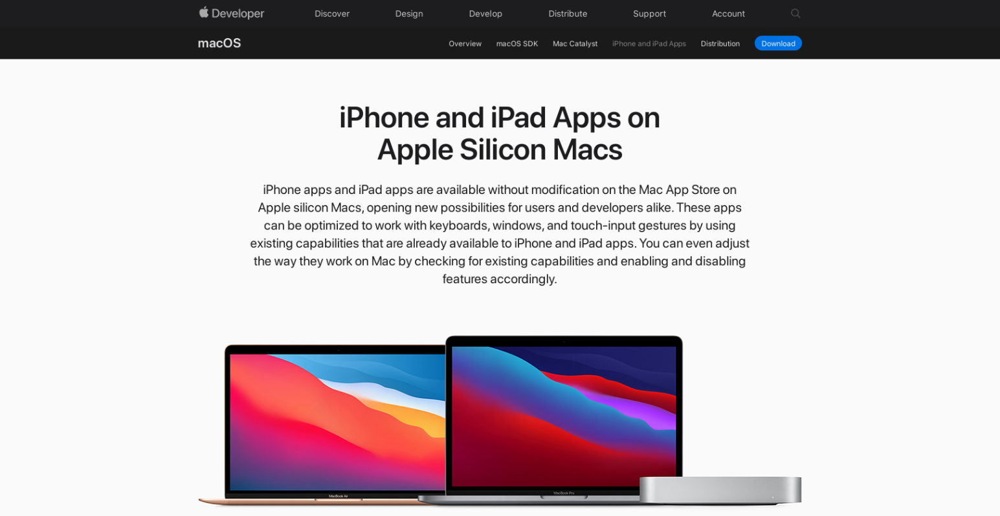 Developer
Discover
Design
Develop
Distribute
Support
Account
macOS
Overview
macOS SDK
Mac Catalyst
iPhone and iPad Apps
Distribution
Download
iPhone and iPad Apps on
Apple Silicon Macs
iPhone apps and iPad apps are available without modification on the Mac App Store on
Apple silicon Macs, opening new possibilities for users and developers alike. These apps
can be optimized to work with keyboards, windows, and touch-input gestures by using
existing capabilities that are already available to iPhone and iPad apps. You can even adjust
the way they work on Mac by checking for existing capabilities and enabling and disabling
features accordingly.
MacBook Air
MacBook Pro